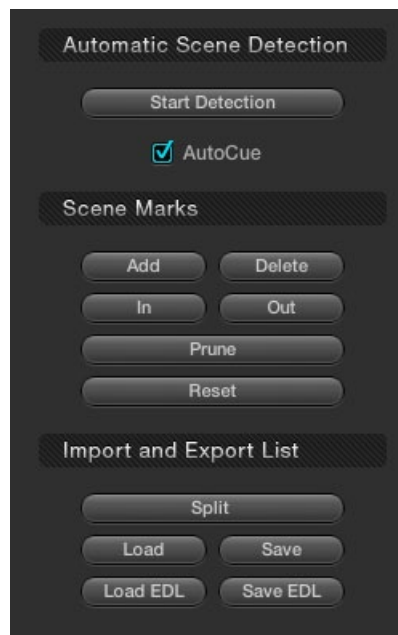 Automatic Scene Detection
Start Detection
AutoCue
Scene Marks
Add Delete
In Out
Prune
Reset
Import and Export List
Split
Load Save
Load EDL Save EDL